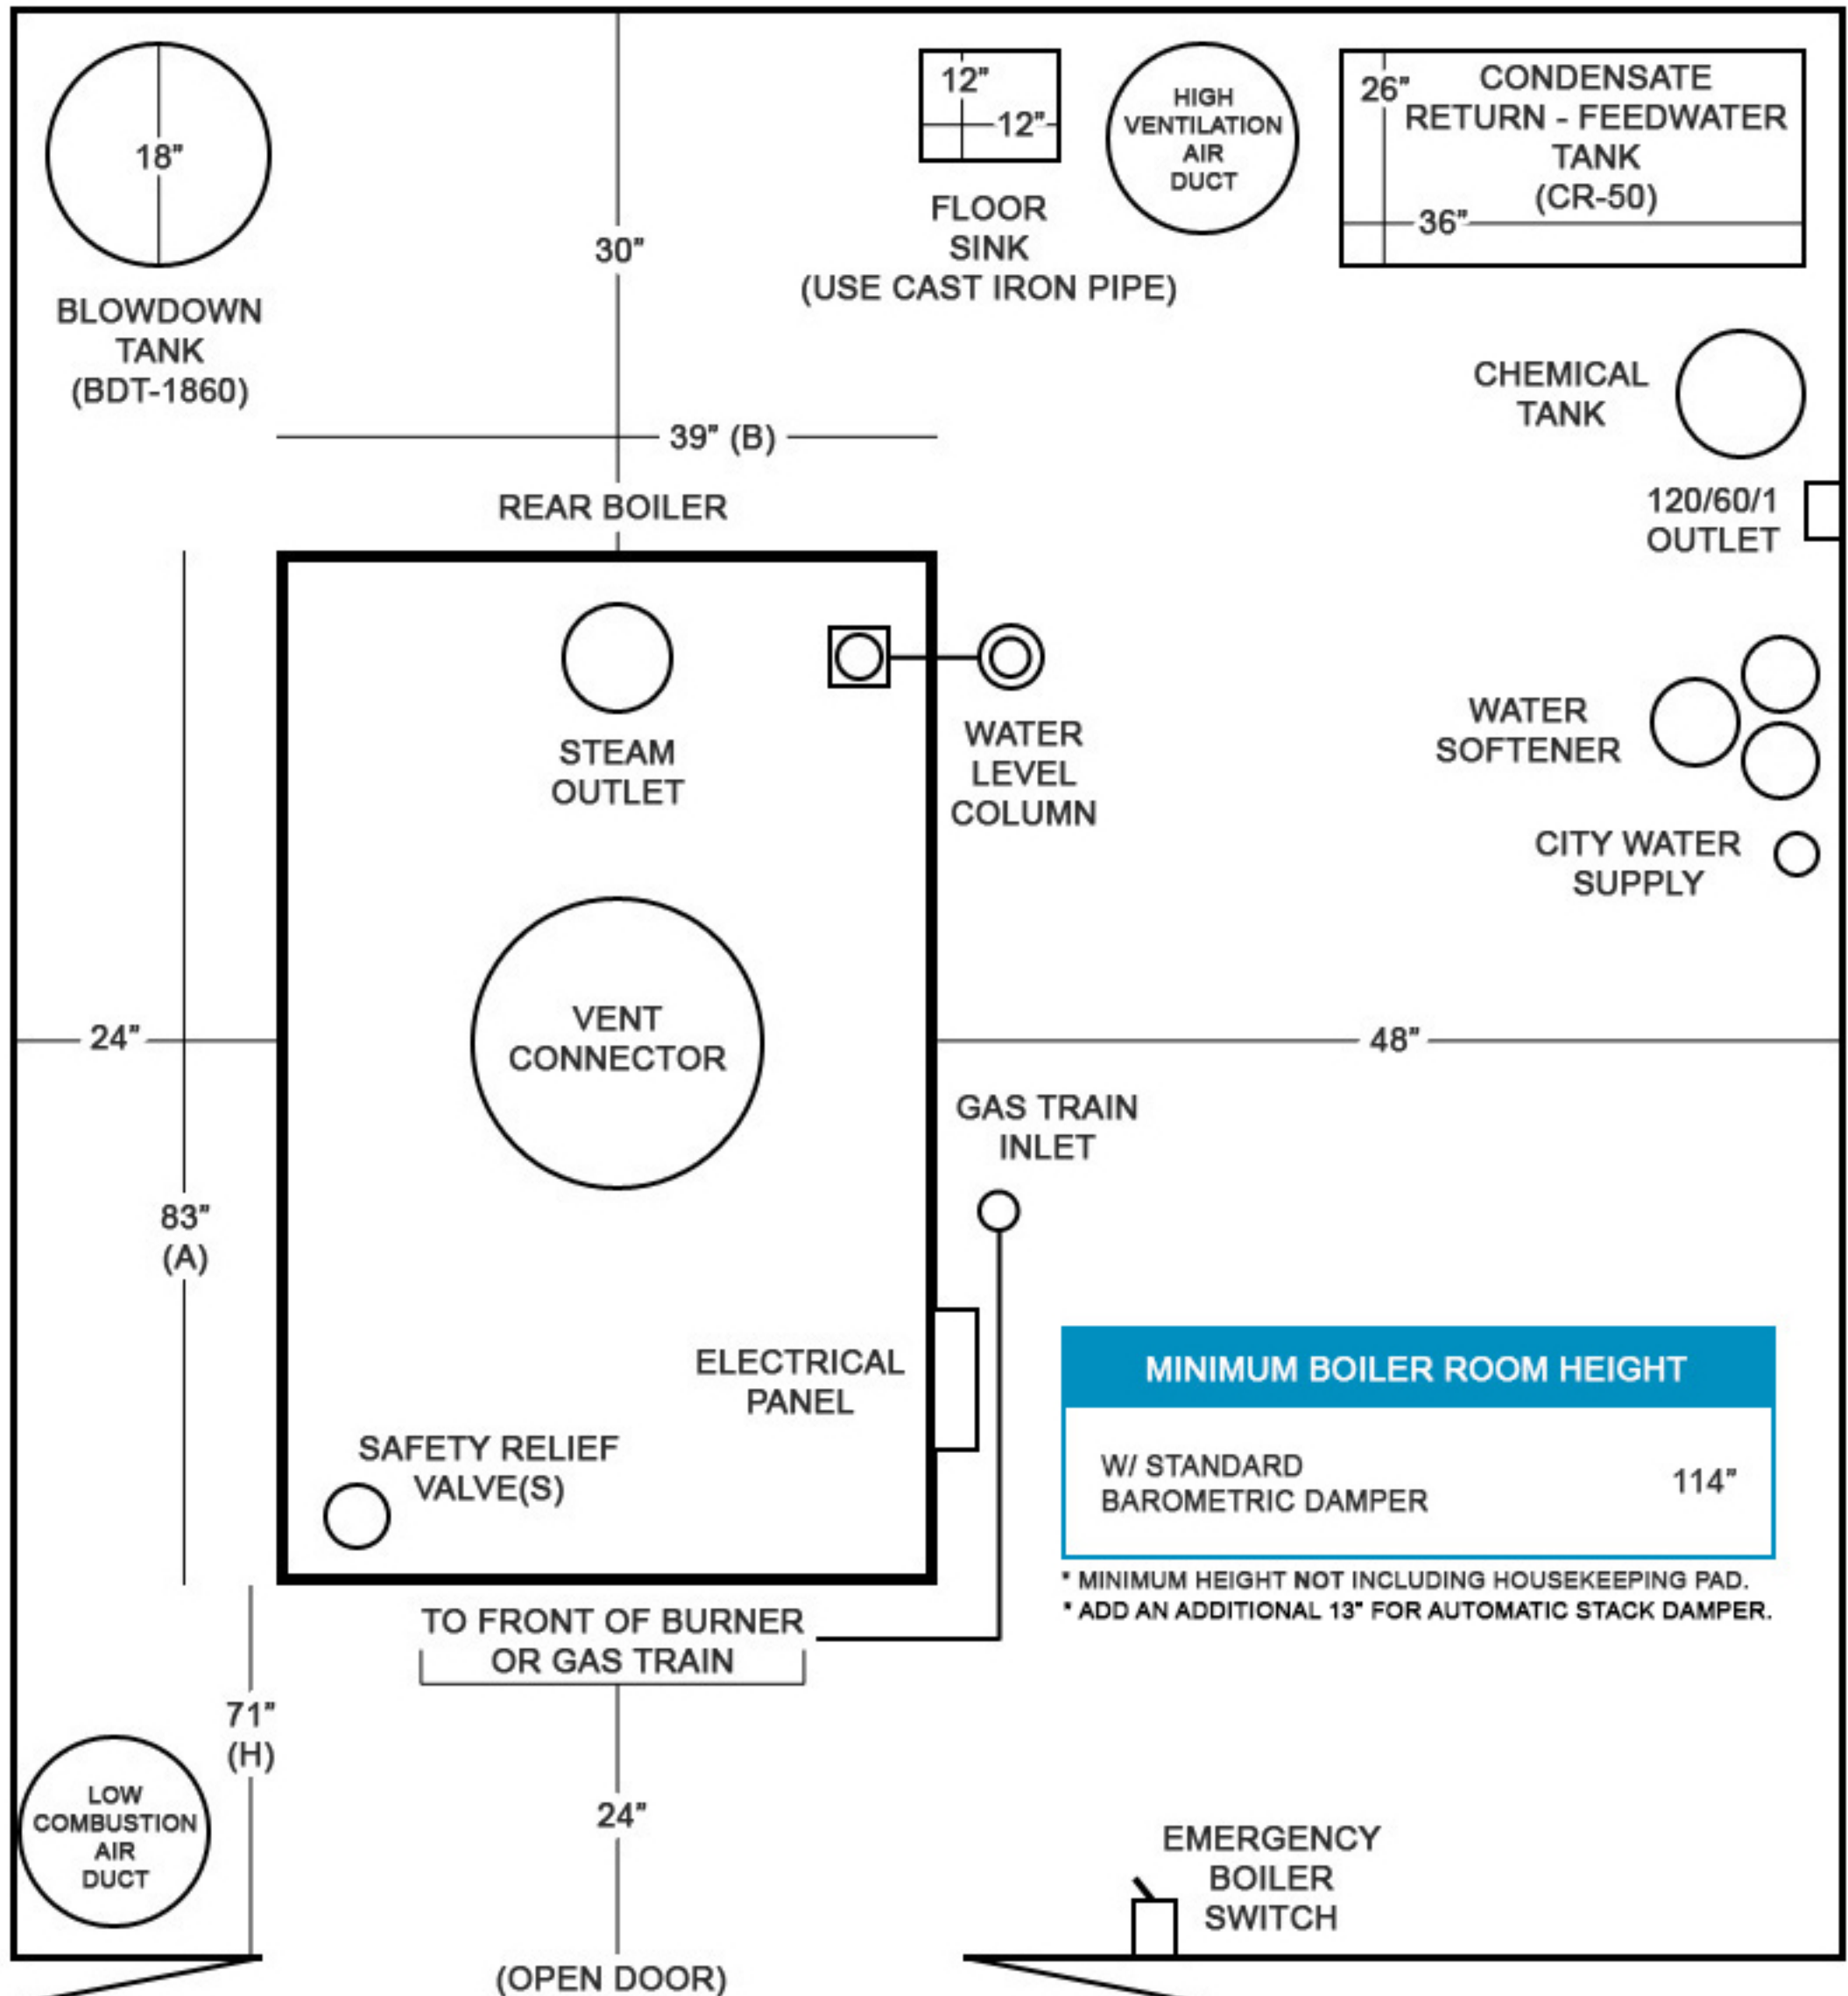 18”
BLOWDOWN
TANK
(BDT-1860)
30”
12”
12”
FLOOR
SINK
(USE CAST IRON PIPE)
HIGH
VENTILATION
AIR
DUCT
26”
CONDENSATE
RETURN - FEEDWATER
TANK
(CR-50)
36”
CHEMICAL
TANK
120/60/1
OUTLET
39” (B)
REAR BOILER
STEAM
OUTLET
WATER
LEVEL
COLUMN
WATER
SOFTENER
CITY WATER
SUPPLY
VENT
CONNECTOR
24”
48”
83”
(A)
GAS TRAIN
INLET
ELECTRICAL
PANEL
SAFETY RELIEF
VALVE(S)
MINIMUM BOILER ROOM HEIGHT
W/ STANDARD
BAROMETRIC DAMPER
114”
* MINIMUM HEIGHT NOT INCLUDING HOUSEKEEPING PAD.
* ADD AN ADDITIONAL 13” FOR AUTOMATIC STACK DAMPER.
TO FRONT OF BURNER
OR GAS TRAIN
71”
(H)
LOW
COMBUSTION
AIR
DUCT
24”
EMERGENCY
BOILER
SWITCH
(OPEN DOOR)